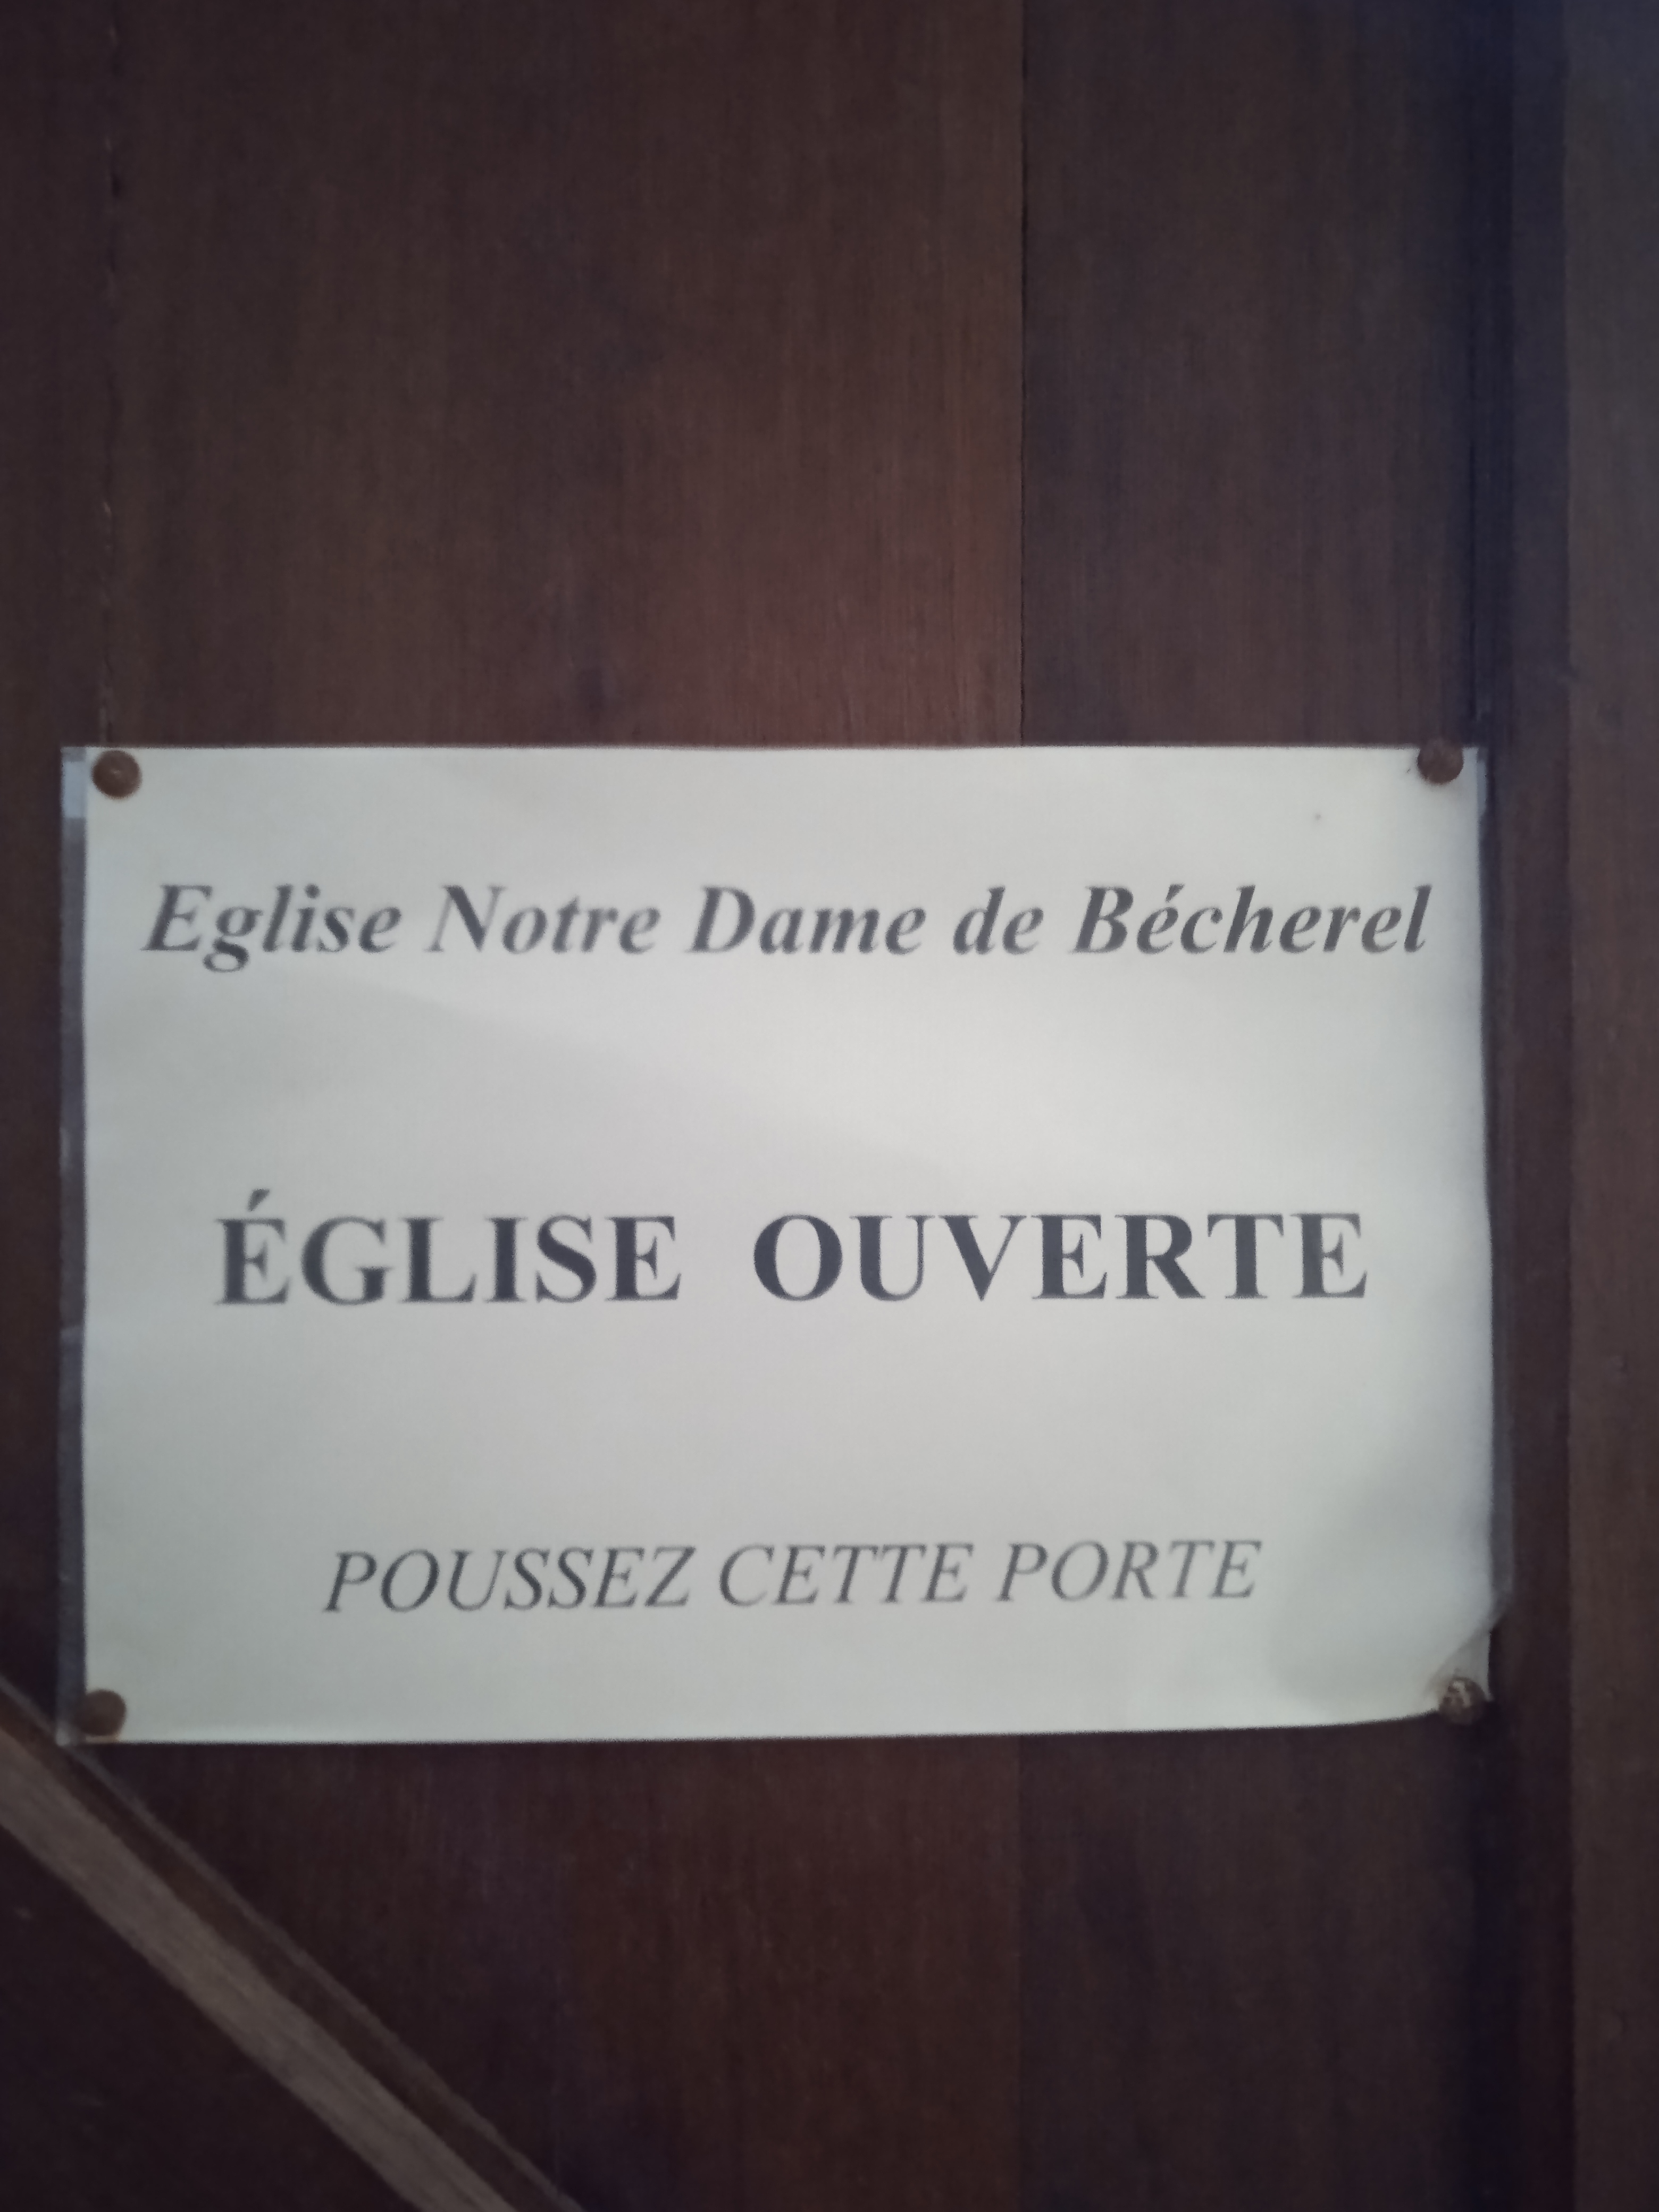 Eglise Notre Dame de Bécherel
ÉGLISE OUVERTE
POUSSEZ CETTE PORTE